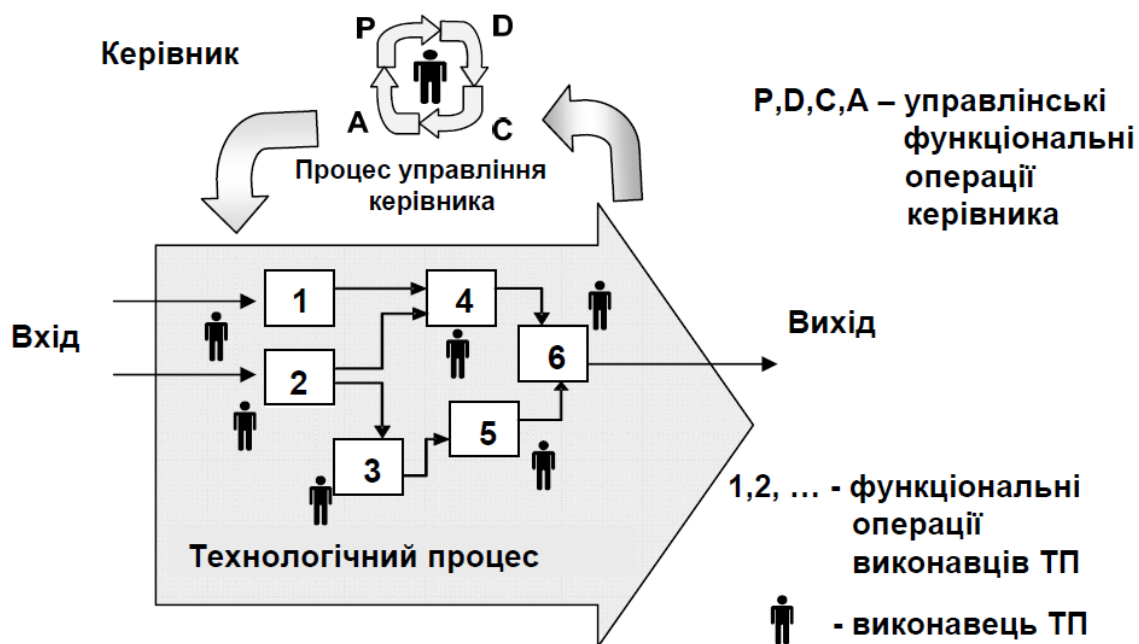 P
D
Керівник
A
C
Процес управління
керівника
P,D,C,A – управлінські
функціональні
операції
керівника
Вхід
1
2
3
4
5
6
Вихід
Технологічний процес
1,2, ... - функціональні
операції
виконавців ТП
- виконавець ТП